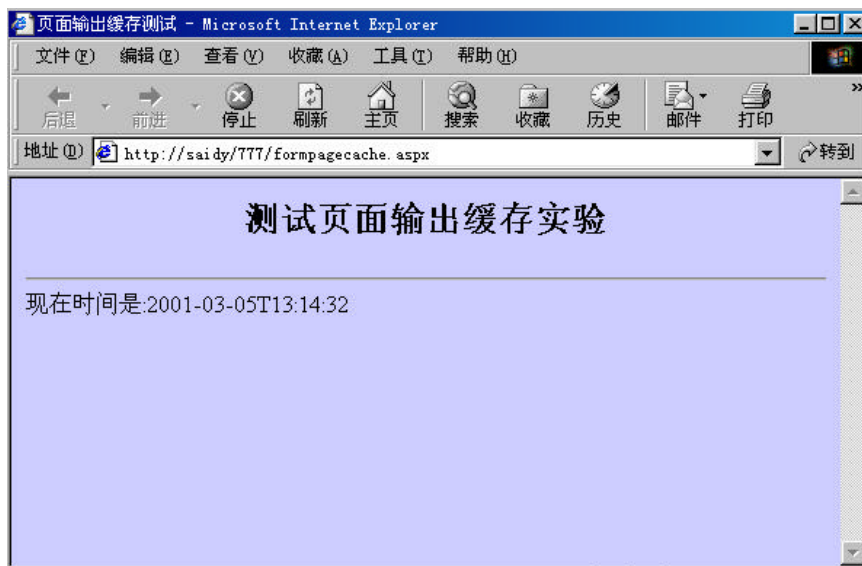 页面输出缓存测试 - Microsoft Internet Explorer
文件(F) 编辑(E) 查看(V) 收藏(A) 工具(T) 帮助(H)
后退 前进 停止 刷新 主页 搜索 收藏 历史 邮件 打印 »
地址(D) http://saidy/777/formpagecache.aspx 转到
测试页面输出缓存实验
现在时间是:2001-03-05T13:14:32